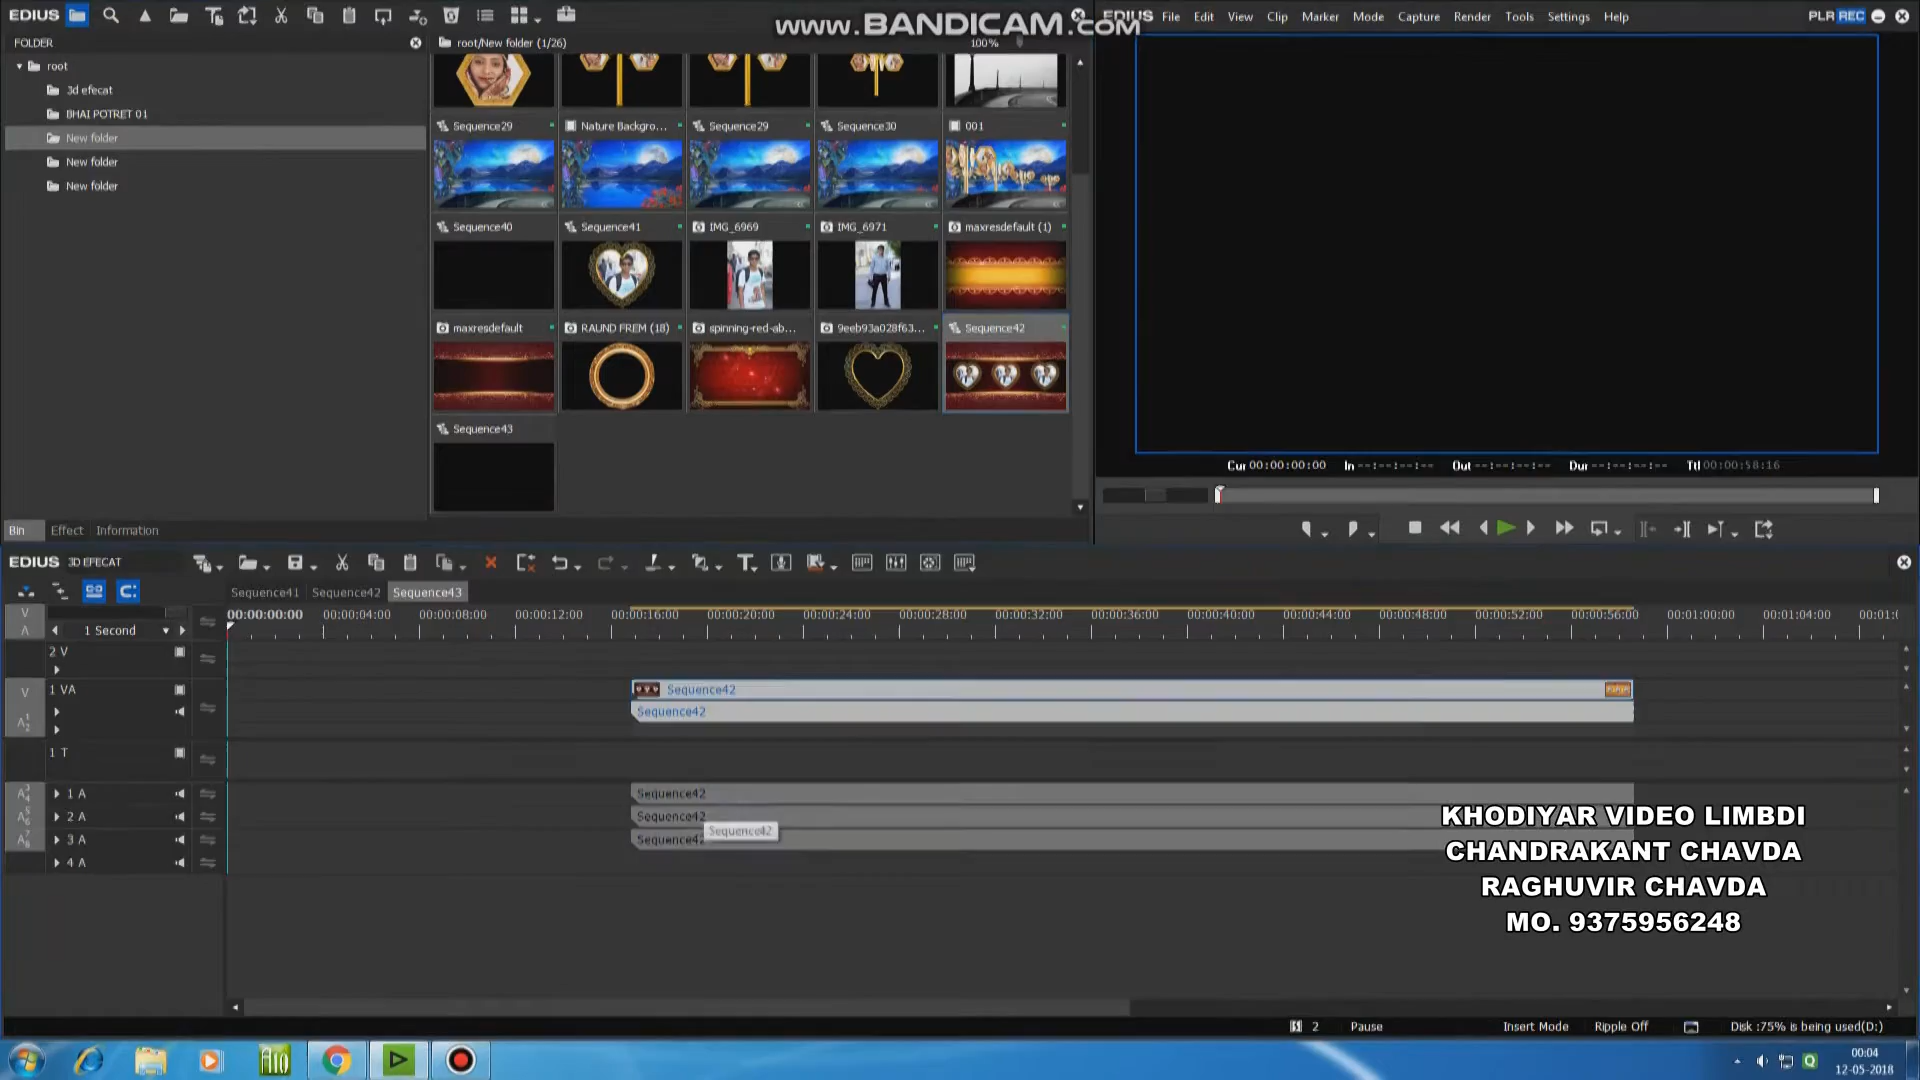 EDIUS
www.BANDICAM.com
EDIUS File Edit View Clip Marker Mode Capture Render Tools Settings Help
PLR REC
FOLDER
root/New folder (1/26)
100%
root
3d efecat
BHAI POTRET 01
New folder
New folder
New folder
Sequence29 Nature Backgro... Sequence29 Sequence30 001
Sequence40 Sequence41 IMG_6969 IMG_6971 maxresdefault (1)
maxresdefault RAUND FREM (18) spinning-red-ab... 9eeb93a028f63... Sequence42
Sequence43
Cur 00:00:00:00 In --:--:--:-- Out --:--:--:-- Dur --:--:--:-- Ttl 00:00:58:16
Bin Effect Information
EDIUS 3D EFECAT
Sequence41 Sequence42 Sequence43
00:00:00:00 00:00:04:00 00:00:08:00 00:00:12:00 00:00:16:00 00:00:20:00 00:00:24:00 00:00:28:00 00:00:32:00 00:00:36:00 00:00:40:00 00:00:44:00 00:00:48:00 00:00:52:00 00:00:56:00 00:01:00:00 00:01:04:00 00:01:0
V
A
1 Second
2 V
V 1 VA Sequence42
A12 Sequence42
1 T
A34 1 A Sequence42
A56 2 A Sequence42
Sequence42
A78 3 A Sequence42
4 A
KHODIYAR VIDEO LIMBDI
CHANDRAKANT CHAVDA
RAGHUVIR CHAVDA
MO. 9375956248
2 Pause Insert Mode Ripple Off Disk :75% is being used(D:)
00:04
12-05-2018